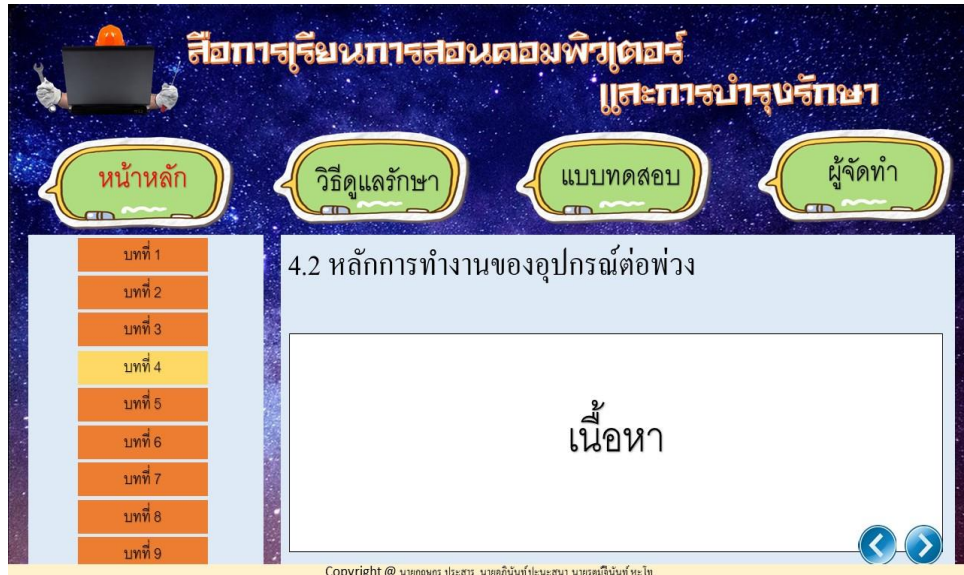 สื่อการเรียนการสอนคอมพิวเตอร์
และการบำรุงรักษา
หน้าหลัก
วิธีดูแลรักษา
แบบทดสอบ
ผู้จัดทำ
บทที่ 1
บทที่ 2
บทที่ 3
บทที่ 4
บทที่ 5
บทที่ 6
บทที่ 7
บทที่ 8
บทที่ 9
4.2 หลักการทำงานของอุปกรณ์ต่อพ่วง
เนื้อหา
Copyright @